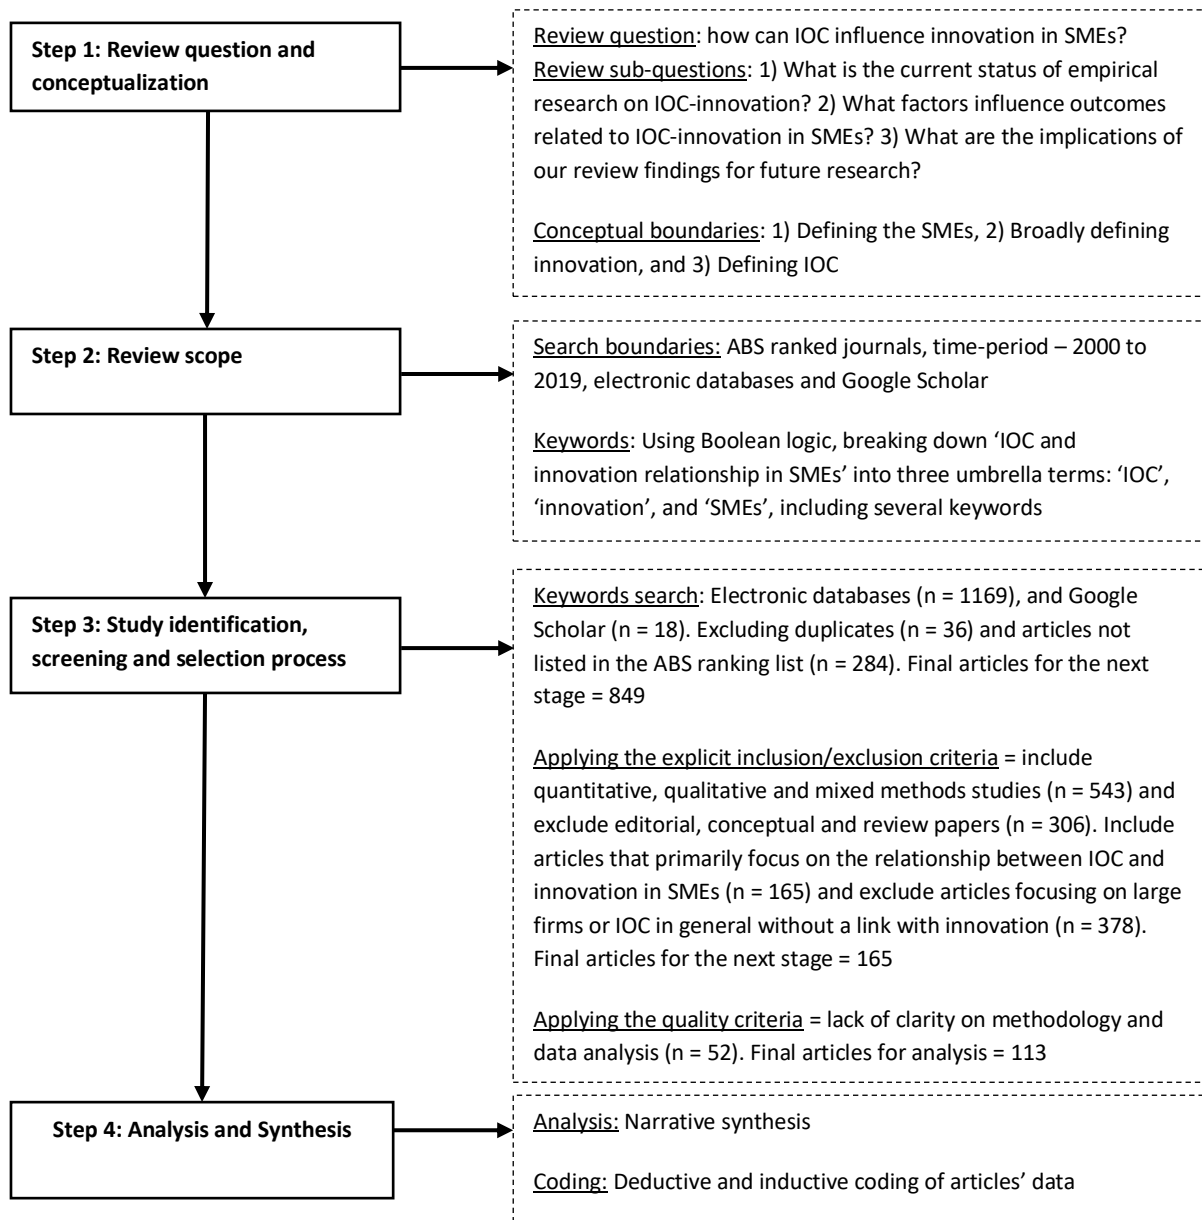 Step 1: Review question and
conceptualization
Review question: how can IOC influence innovation in SMEs?
Review sub-questions: 1) What is the current status of empirical
research on IOC-innovation? 2) What factors influence outcomes
related to IOC-innovation in SMEs? 3) What are the implications of
our review findings for future research?
Conceptual boundaries: 1) Defining the SMEs, 2) Broadly defining
innovation, and 3) Defining IOC
Step 2: Review scope
Search boundaries: ABS ranked journals, time-period – 2000 to
2019, electronic databases and Google Scholar
Keywords: Using Boolean logic, breaking down ‘IOC and
innovation relationship in SMEs’ into three umbrella terms: ‘IOC’,
‘innovation’, and ‘SMEs’, including several keywords
Step 3: Study identification,
screening and selection process
Keywords search: Electronic databases (n = 1169), and Google
Scholar (n = 18). Excluding duplicates (n = 36) and articles not
listed in the ABS ranking list (n = 284). Final articles for the next
stage = 849
Applying the explicit inclusion/exclusion criteria = include
quantitative, qualitative and mixed methods studies (n = 543) and
exclude editorial, conceptual and review papers (n = 306). Include
articles that primarily focus on the relationship between IOC and
innovation in SMEs (n = 165) and exclude articles focusing on large
firms or IOC in general without a link with innovation (n = 378).
Final articles for the next stage = 165
Applying the quality criteria = lack of clarity on methodology and
data analysis (n = 52). Final articles for analysis = 113
Step 4: Analysis and Synthesis
Analysis: Narrative synthesis
Coding: Deductive and inductive coding of articles’ data